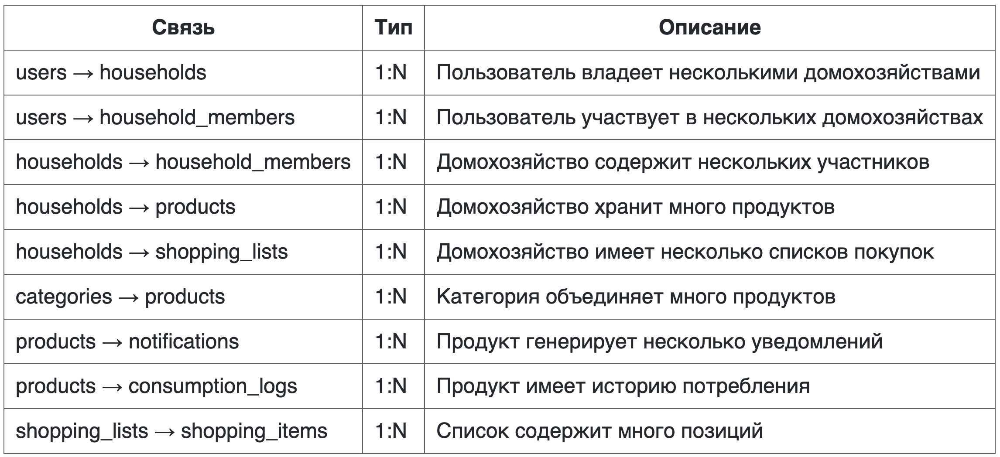 Связь Тип Описание
users → households 1:N Пользователь владеет несколькими домохозяйствами
users → household_members 1:N Пользователь участвует в нескольких домохозяйствах
households → household_members 1:N Домохозяйство содержит нескольких участников
households → products 1:N Домохозяйство хранит много продуктов
households → shopping_lists 1:N Домохозяйство имеет несколько списков покупок
categories → products 1:N Категория объединяет много продуктов
products → notifications 1:N Продукт генерирует несколько уведомлений
products → consumption_logs 1:N Продукт имеет историю потребления
shopping_lists → shopping_items 1:N Список содержит много позиций